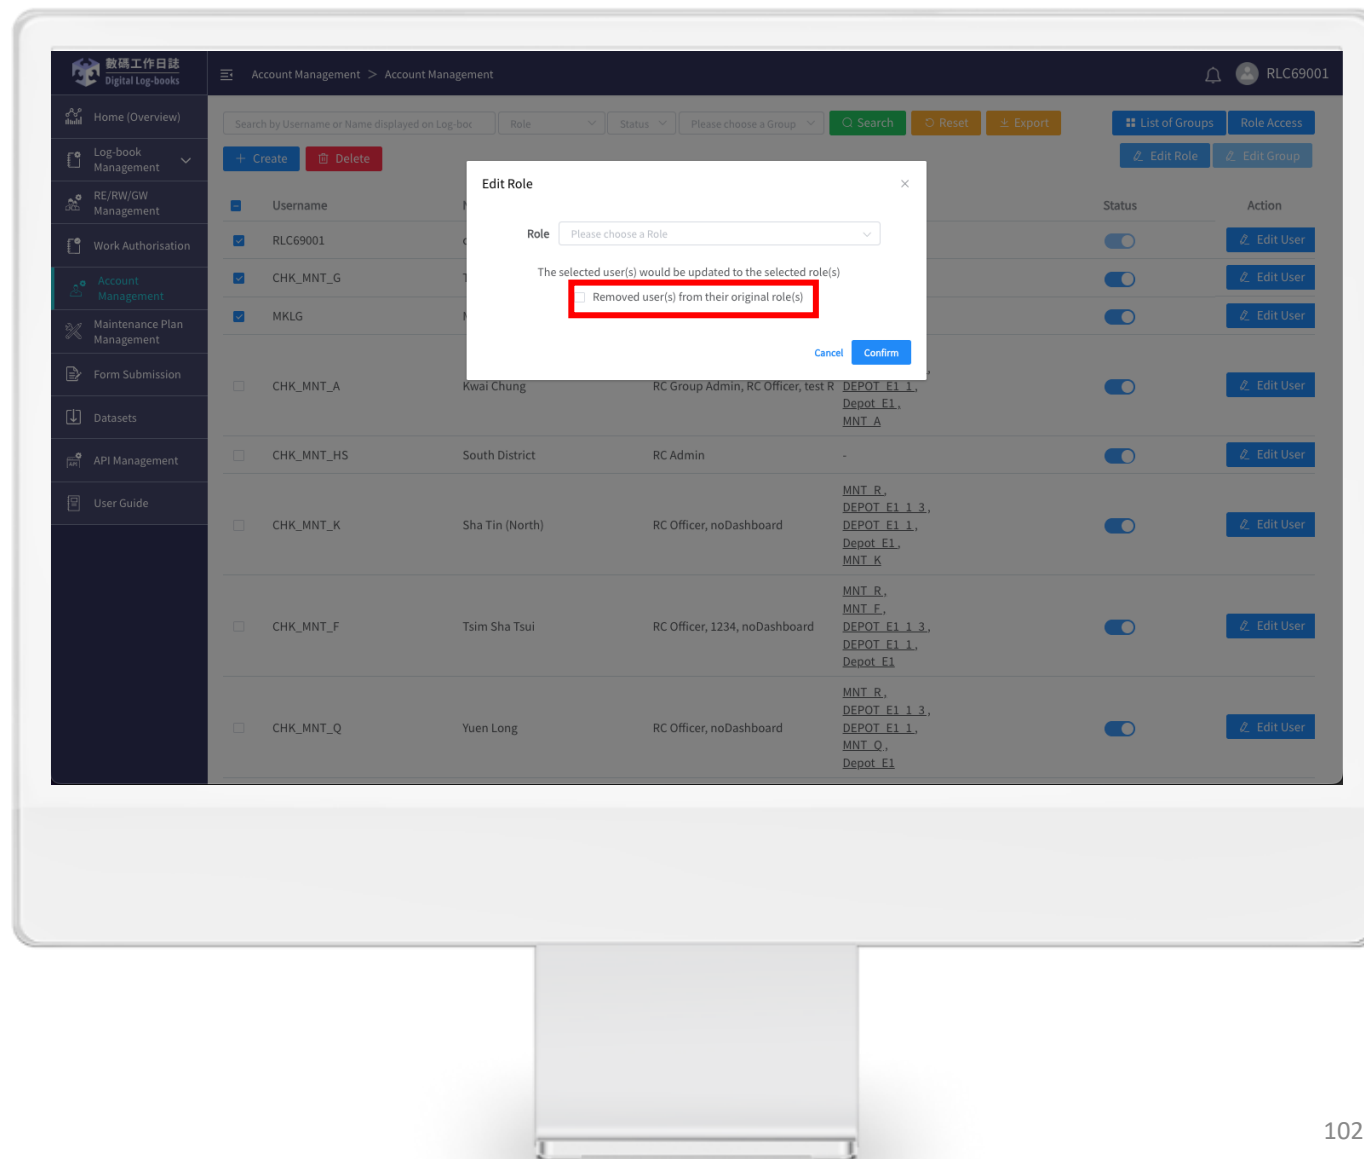 數碼工作日誌
Digital Log-books
Account Management > Account Management
RLC69001
Home (Overview)
Log-book
Management
RE/RW/GW
Management
Work Authorisation
Account
Management
Maintenance Plan
Management
Form Submission
Datasets
API Management
User Guide
Search by Username or Name displayed on Log-boo
Role
Status
Please choose a Group
Search
Reset
Export
List of Groups
Role Access
Create
Delete
Edit Role
Edit Group
Username
Status
Action
RLC69001
Edit User
CHK_MNT_G
Edit User
MKLG
Edit User
Edit Role
Role
Please choose a Role
The selected user(s) would be updated to the selected role(s)
Removed user(s) from their original role(s)
Cancel
Confirm
CHK_MNT_A
Kwai Chung
RC Group Admin, RC Officer, test R
DEPOT_E1_1,
Depot_E1,
MNT_A
Edit User
CHK_MNT_HS
South District
RC Admin
-
Edit User
CHK_MNT_K
Sha Tin (North)
RC Officer, noDashboard
MNT_R,
DEPOT_E1_1_3,
DEPOT_E1_1,
Depot_E1,
MNT_K
Edit User
CHK_MNT_F
Tsim Sha Tsui
RC Officer, 1234, noDashboard
MNT_R,
MNT_F,
DEPOT_E1_1_3,
DEPOT_E1_1,
Depot_E1
Edit User
CHK_MNT_Q
Yuen Long
RC Officer, noDashboard
MNT_R,
DEPOT_E1_1_3,
DEPOT_E1_1,
MNT_Q,
Depot_E1
Edit User
102